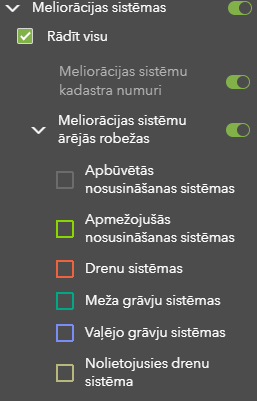 Meliorācijas sistēmas
Rādīt visu
Meliorācijas sistēmu
kadastra numuri
Meliorācijas sistēmu
ārējās robežas
Apbūvētās
nosusināšanas sistēmas
Apmežojušās
nosusināšanas sistēmas
Drenu sistēmas
Meža grāvju sistēmas
Vaļējo grāvju sistēmas
Nolietojusies drenu
sistēma